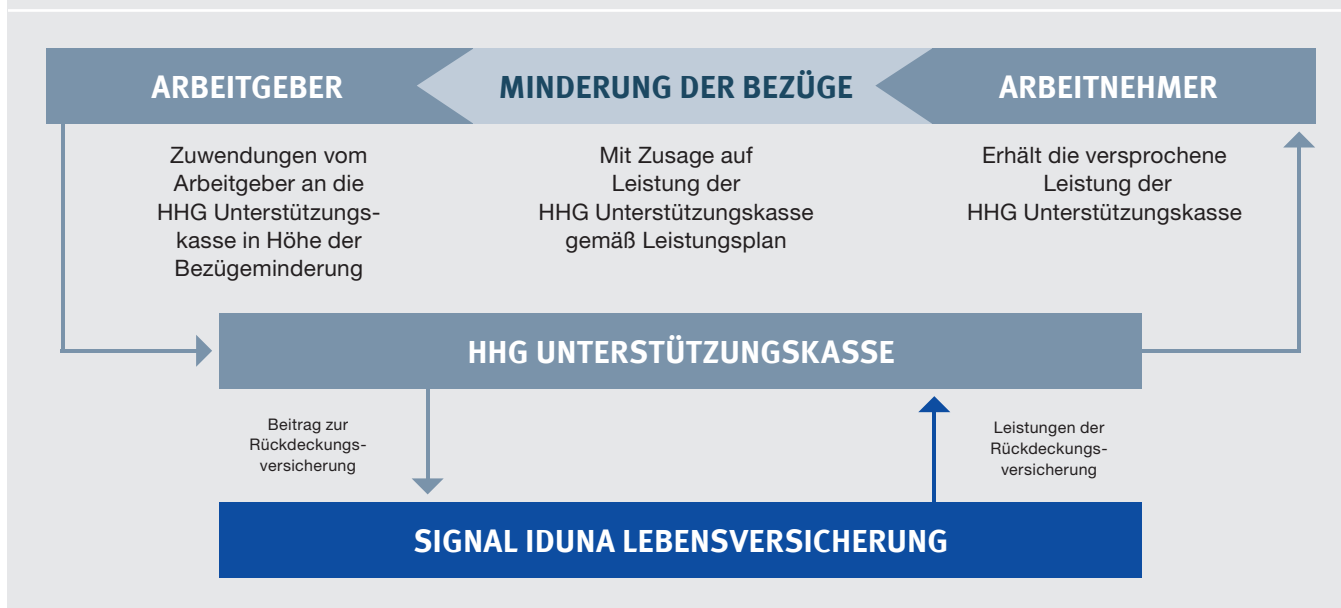 ARBEITGEBER
MINDERUNG DER BEZÜGE
ARBEITNEHMER
Zuwendungen vom
Arbeitgeber an die
HHG Unterstützungs-
kasse in Höhe der
Bezügeminderung
Mit Zusage auf
Leistung der
HHG Unterstützungskasse
gemäß Leistungsplan
Erhält die versprochene
Leistung der
HHG Unterstützungskasse
HHG UNTERSTÜTZUNGSKASSE
Beitrag zur
Rückdeckungs-
versicherung
Leistungen der
Rückdeckungs-
versicherung
SIGNAL IDUNA LEBENSVERSICHERUNG